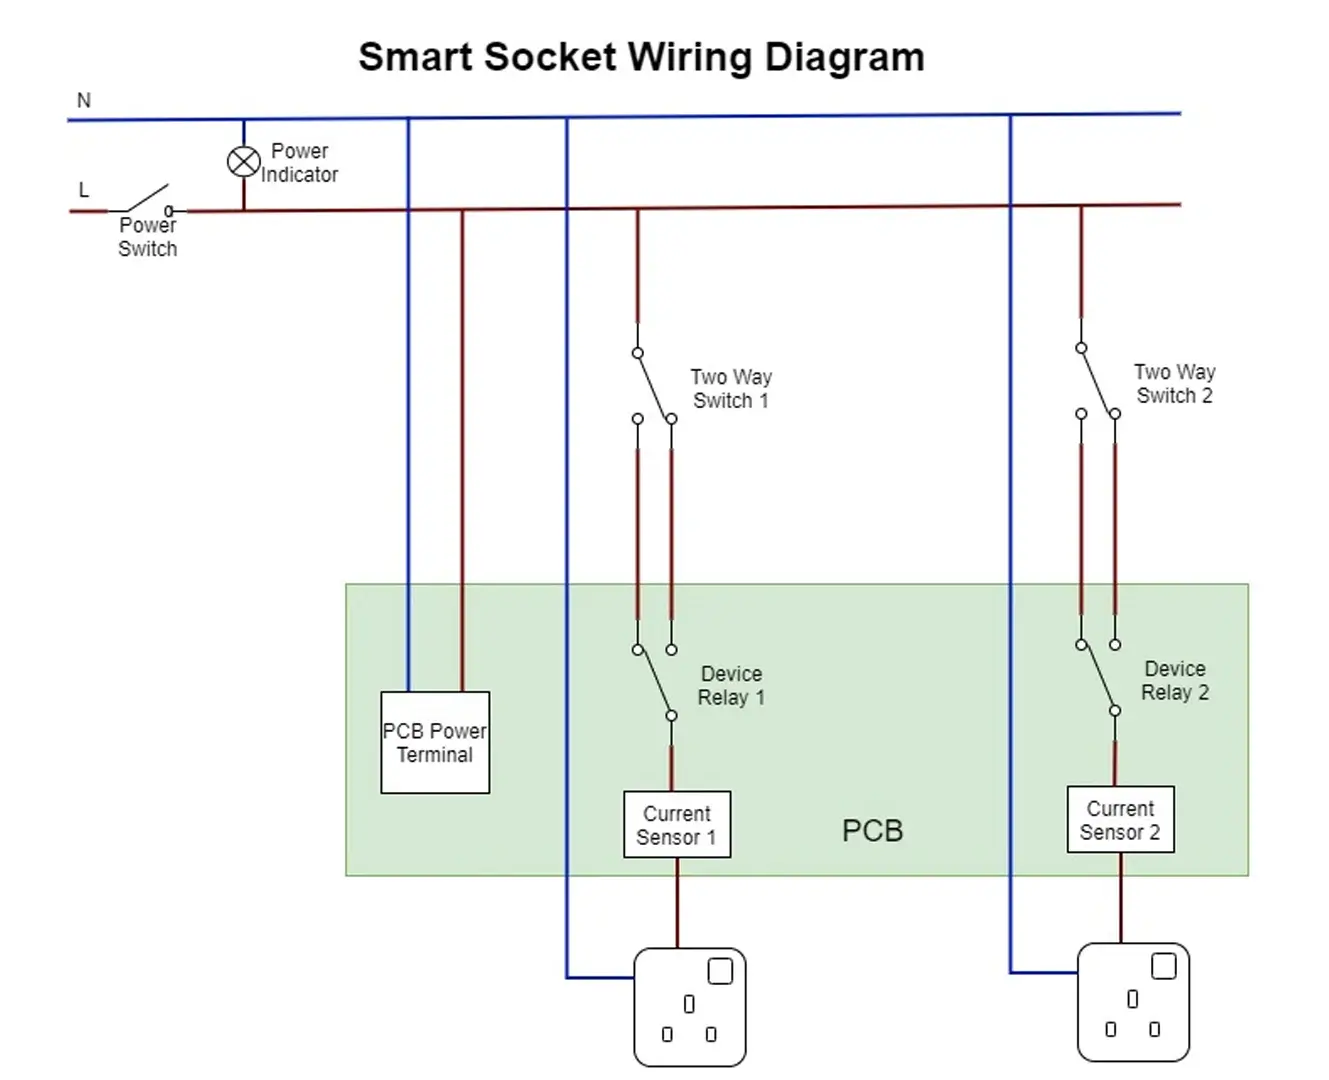 Smart Socket Wiring Diagram
N
Power
Indicator
L
Power
Switch
Two Way
Switch 1
Two Way
Switch 2
Device
Relay 1
Device
Relay 2
PCB Power
Terminal
Current
Sensor 1
PCB
Current
Sensor 2